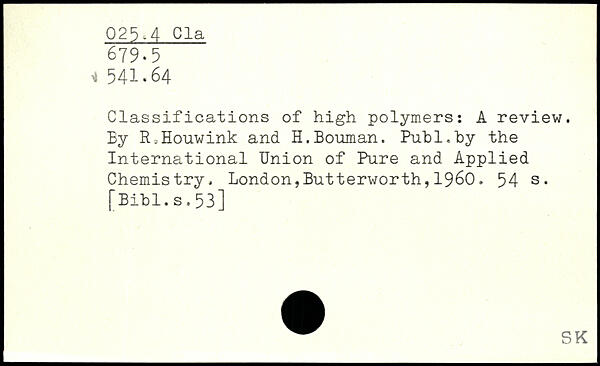 025.4 Cla
679.5
541.64
Classifications of high polymers: A review.
By R.Houwink and H.Bouman. Publ.by the
International Union of Pure and Applied
Chemistry. London,Butterworth,1960. 54 s.
[Bibl.s.53]
SK